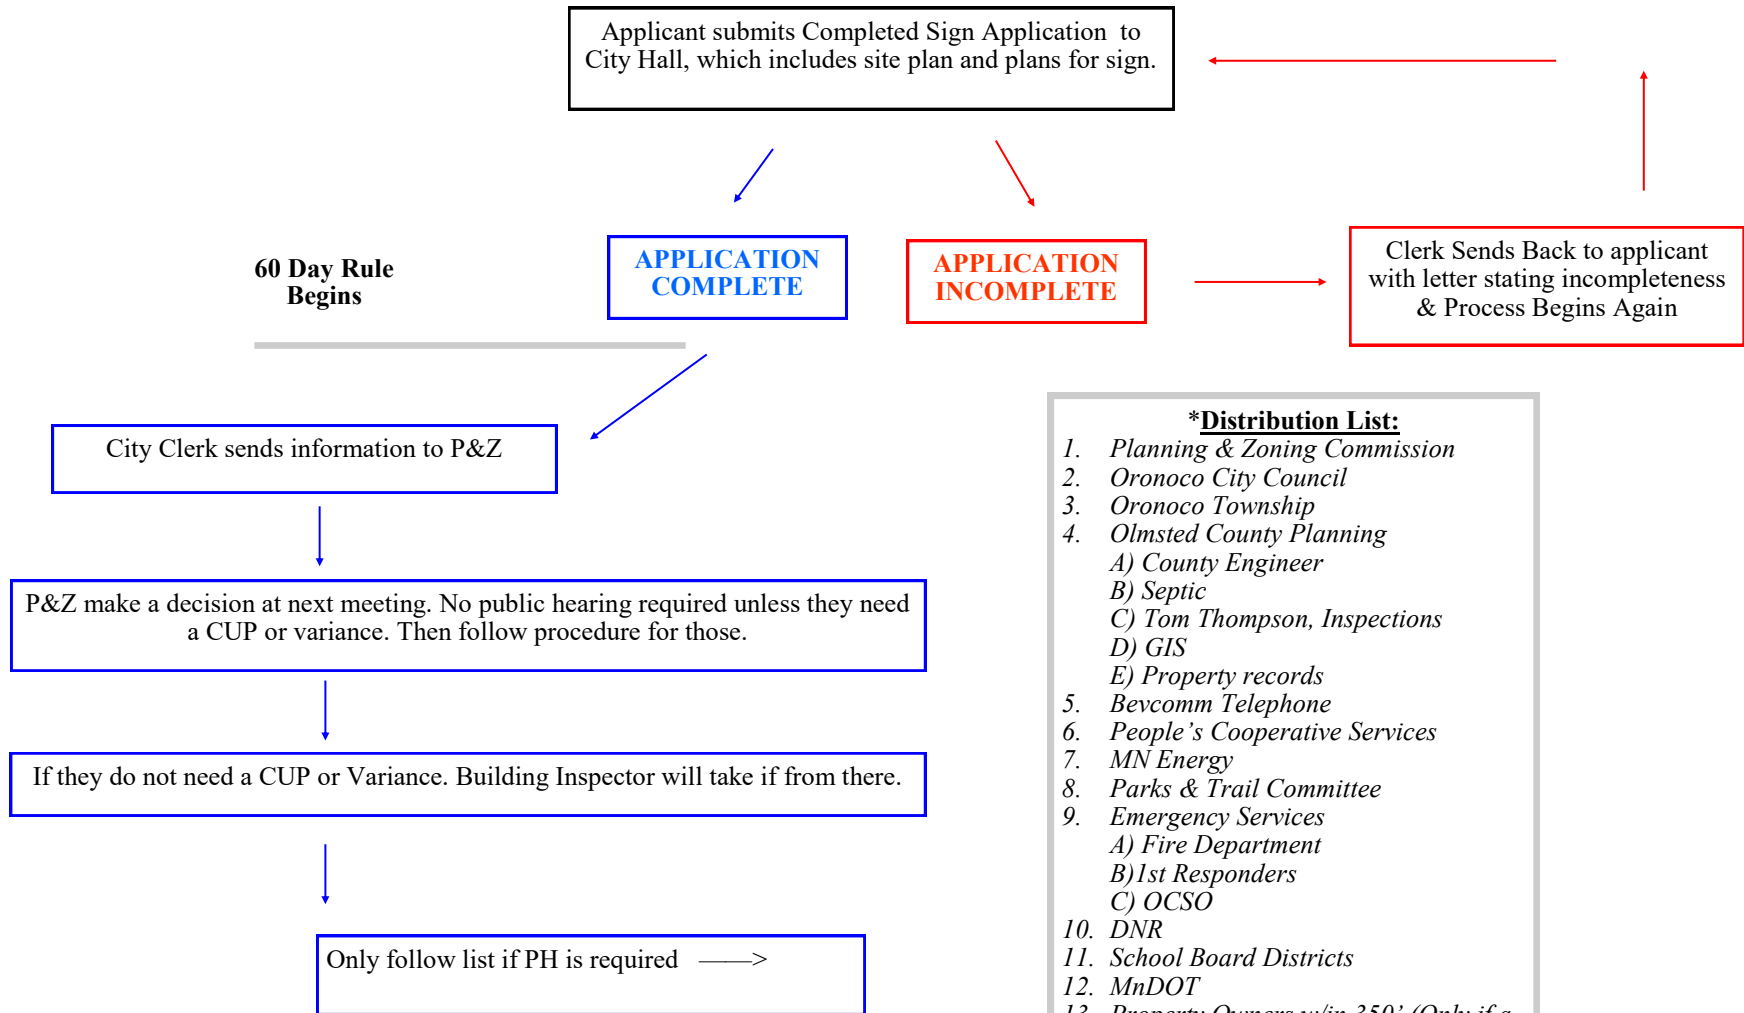 Applicant submits Completed Sign Application to
City Hall, which includes site plan and plans for sign.
60 Day Rule
Begins
APPLICATION
COMPLETE
APPLICATION
INCOMPLETE
Clerk Sends Back to applicant
with letter stating incompleteness
& Process Begins Again
City Clerk sends information to P&Z
P&Z make a decision at next meeting. No public hearing required unless they need
a CUP or variance. Then follow procedure for those.
If they do not need a CUP or Variance. Building Inspector will take if from there.
Only follow list if PH is required ——>
*Distribution List:
1. Planning & Zoning Commission
2. Oronoco City Council
3. Oronoco Township
4. Olmsted County Planning
A) County Engineer
B) Septic
C) Tom Thompson, Inspections
D) GIS
E) Property records
5. Bevcomm Telephone
6. People’s Cooperative Services
7. MN Energy
8. Parks & Trail Committee
9. Emergency Services
A) Fire Department
B)1st Responders
C) OCSO
10. DNR
11. School Board Districts
12. MnDOT
13. Property Owners w/in 350’ (Only if a